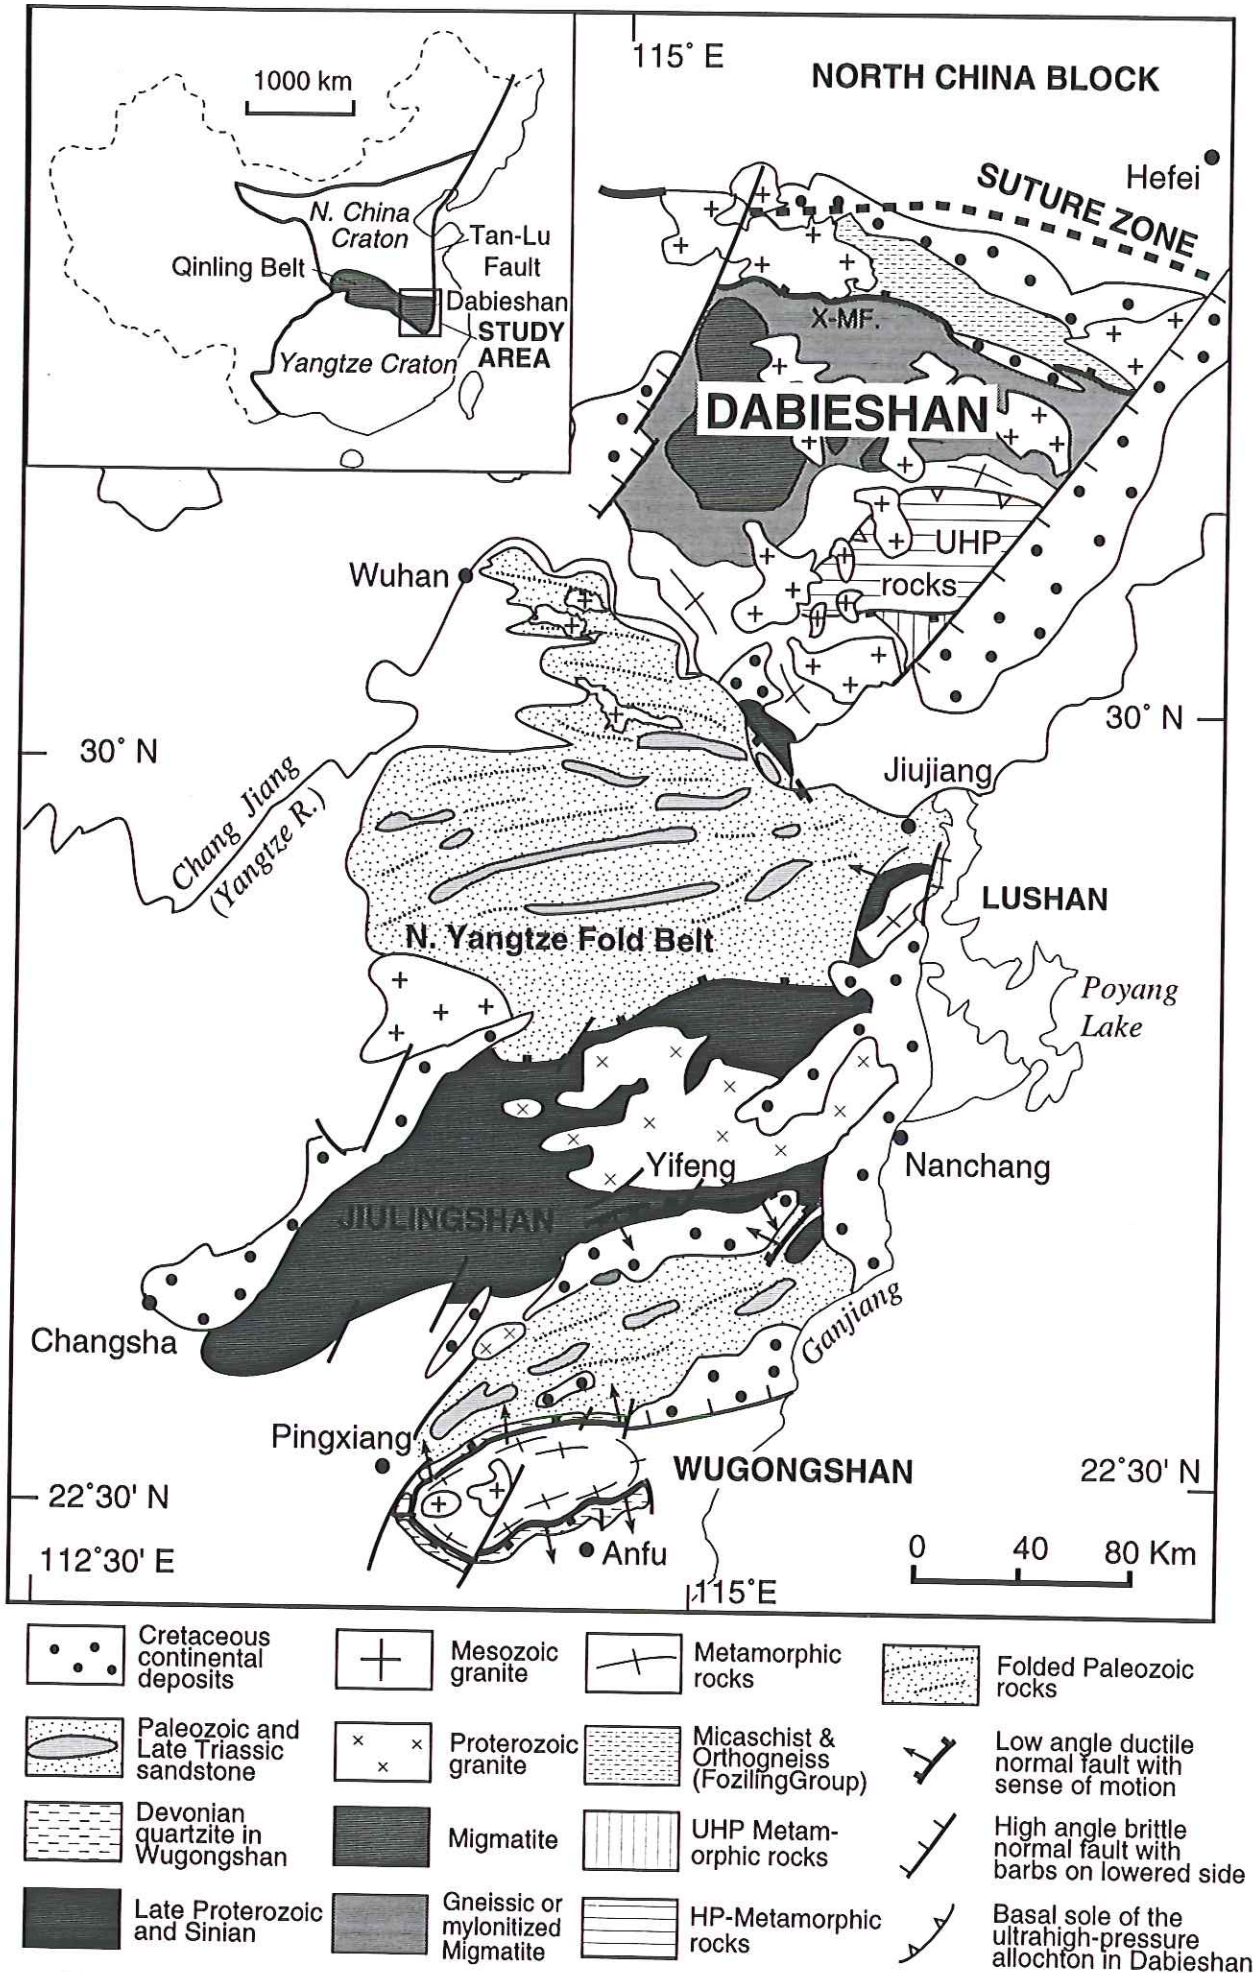 1000 km
N. China
Craton
Tan-Lu
Fault
Qinling Belt
Dabieshan
STUDY
AREA
Yangtze Craton
115° E
NORTH CHINA BLOCK
Hefei
SUTURE ZONE
X-MF.
DABIESHAN
UHP
rocks
Wuhan
30° N
30° N
Chang Jiang
(Yangtze R.)
Jiujiang
LUSHAN
N. Yangtze Fold Belt
Poyang
Lake
Yifeng
Nanchang
JIULINGSHAN
Changsha
Ganjiang
Pingxiang
WUGONGSHAN
22°30' N
22°30' N
Anfu
0 40 80 Km
112°30' E
115°E
Cretaceous
continental
deposits
Mesozoic
granite
Metamorphic
rocks
Folded Paleozoic
rocks
Paleozoic and
Late Triassic
sandstone
Proterozoic
granite
Micaschist &
Orthogneiss
(FozilingGroup)
Low angle ductile
normal fault with
sense of motion
Devonian
quartzite in
Wugongshan
Migmatite
UHP Metam-
orphic rocks
High angle brittle
normal fault with
barbs on lowered side
Late Proterozoic
and Sinian
Gneissic or
mylonitized
Migmatite
HP-Metamorphic
rocks
Basal sole of the
ultrahigh-pressure
allochton in Dabieshan